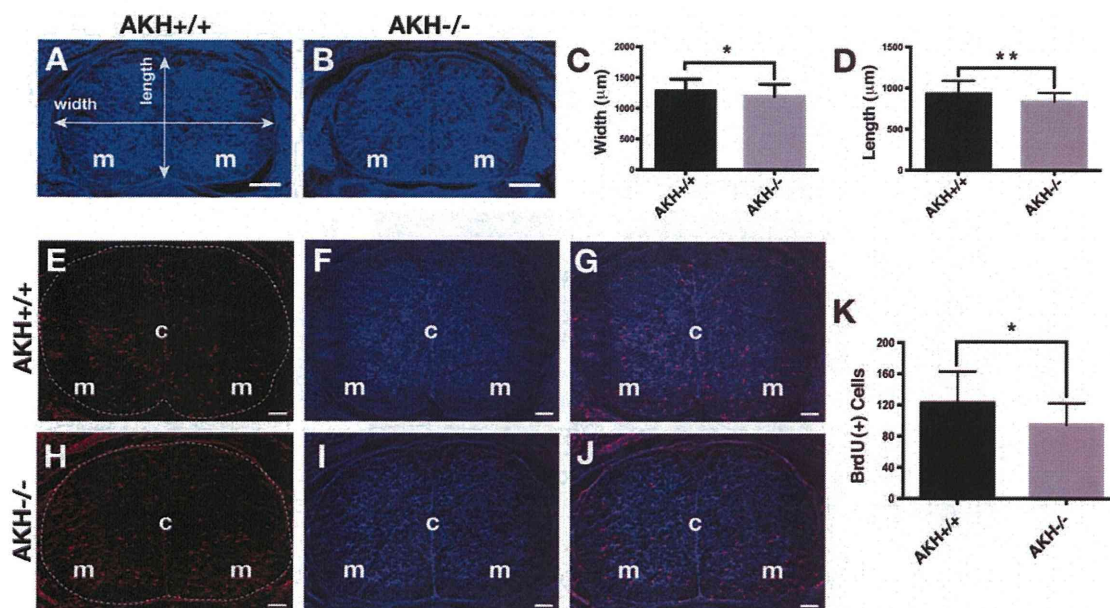 AKH+/+
AKH-/-
A
length
width
m
m
B
m
m
C
Width (μm)
2000
1500
1000
500
0
*
AKH+/+
AKH-/-
D
Length (μm)
1500
1000
500
0
**
AKH+/+
AKH-/-
AKH+/+
E
c
m
m
F
c
m
m
G
c
m
m
AKH-/-
H
c
m
m
I
c
m
m
J
c
m
m
K
BrdU (+) Cells
200
160
120
80
40
0
*
AKH+/+
AKH-/-